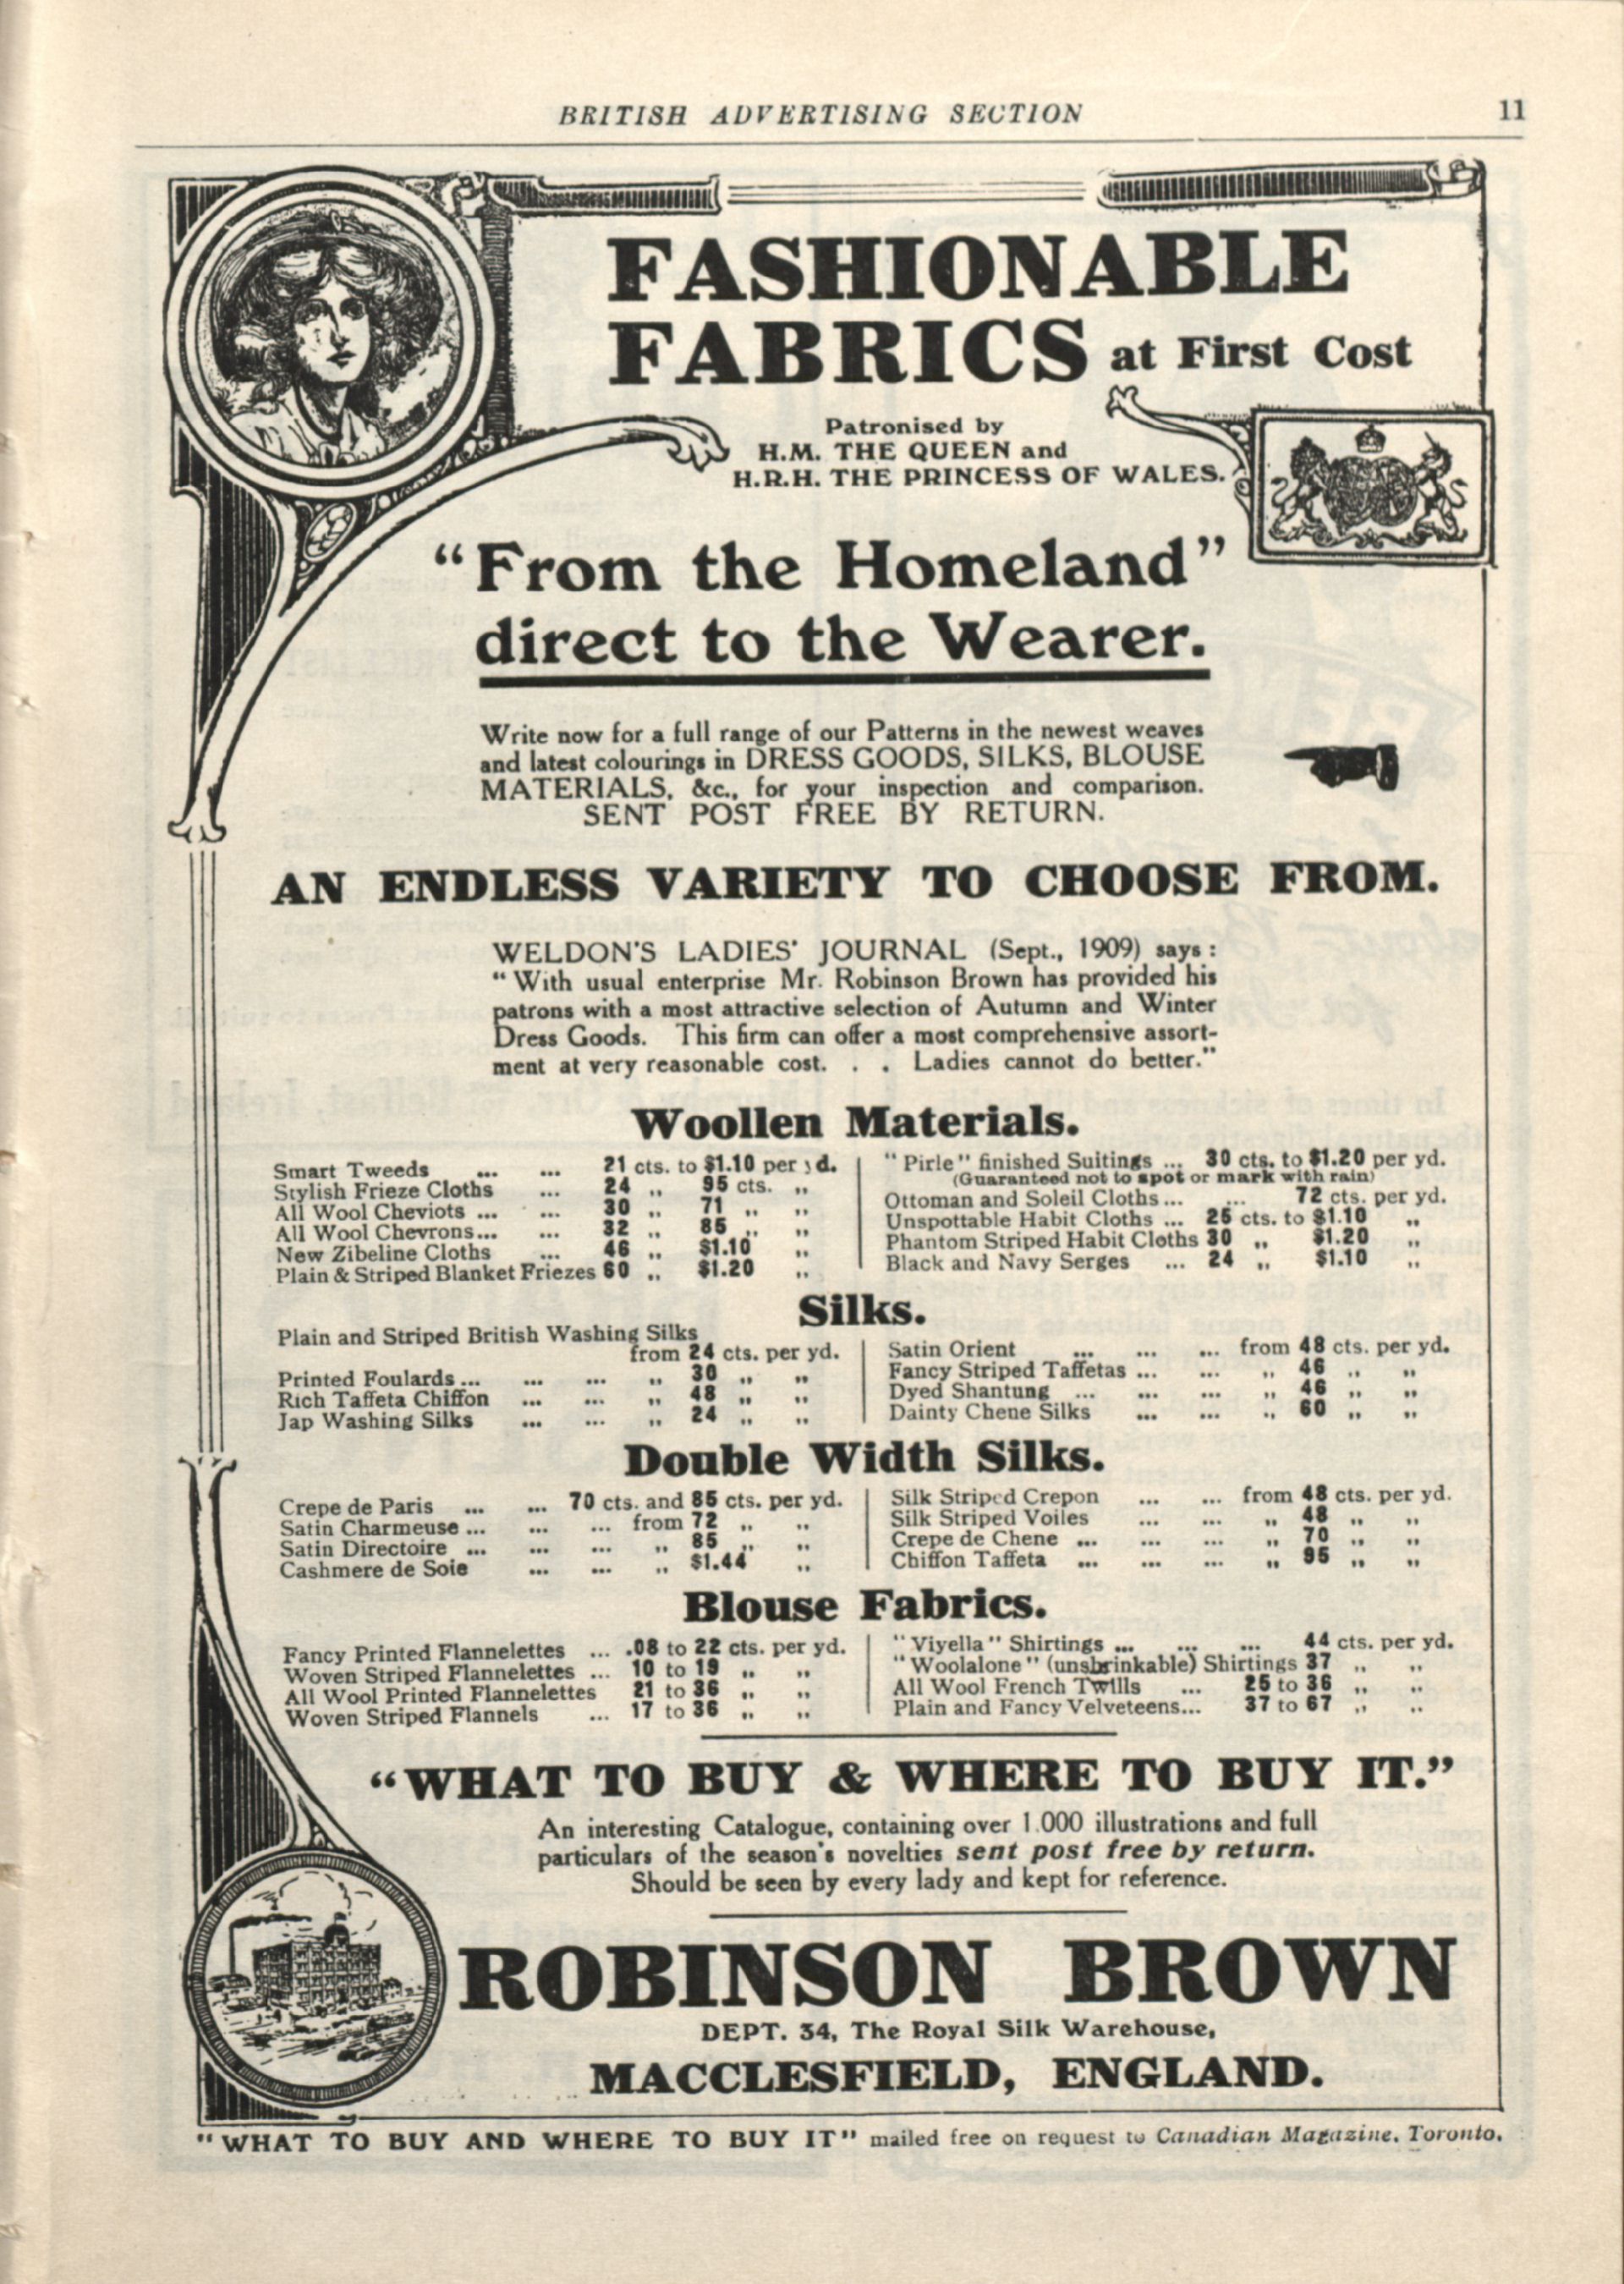 BRITISH ADVERTISING SECTION
11
FASHIONABLE
FABRICS at First Cost
Patronised by
H.M. THE QUEEN and
H.R.H. THE PRINCESS OF WALES.
"From the Homeland"
direct to the Wearer.
Write now for a full range of our Patterns in the newest weaves
and latest colourings in DRESS GOODS, SILKS, BLOUSE
MATERIALS, &c., for your inspection and comparison.
SENT POST FREE BY RETURN.
AN ENDLESS VARIETY TO CHOOSE FROM.
WELDON'S LADIES' JOURNAL (Sept., 1909) says:
"With usual enterprise Mr. Robinson Brown has provided his
patrons with a most attractive selection of Autumn and Winter
Dress Goods. This firm can offer a most comprehensive assort-
ment at very reasonable cost. . . Ladies cannot do better."
Woollen Materials.
Smart Tweeds ... ... 21 cts. to $1.10 per yd.
Stylish Frieze Cloths ... 24 ,, 95 cts. ,,
All Wool Cheviots ... ... 30 ,, 71 ,, ,,
All Wool Chevrons... ... 32 ,, 85 ,, ,,
New Zibeline Cloths ... 46 ,, $1.10 ,,
Plain & Striped Blanket Friezes 60 ,, $1.20 ,,
"Pirle" finished Suitings ... 30 cts. to $1.20 per yd.
(Guaranteed not to spot or mark with rain)
Ottoman and Soleil Cloths ... ... 72 cts. per yd.
Unspottable Habit Cloths ... 25 cts. to $1.10 ,,
Phantom Striped Habit Cloths 30 ,, $1.20 ,,
Black and Navy Serges ... 24 ,, $1.10 ,,
Silks.
Plain and Striped British Washing Silks
from 24 cts. per yd.
Printed Foulards ... ... ... ,, 30 ,, ,,
Rich Taffeta Chiffon ... ... ,, 48 ,, ,,
Jap Washing Silks ... ... ,, 24 ,, ,,
Satin Orient ... ... ... from 48 cts. per yd.
Fancy Striped Taffetas ... ... ... ,, 46 ,, ,,
Dyed Shantung ... ... ... ,, 46 ,, ,,
Dainty Chene Silks ... ... ., 60 ,, ,,
Double Width Silks.
Crepe de Paris ... ... 70 cts. and 85 cts. per yd.
Satin Charmeuse ... ... ... from 72 ,, ,,
Satin Directoire ... ... ... ,, 85 ,, ,,
Cashmere de Soie ... ... ,, $1.44 ,,
Silk Striped Crepon ... ... from 48 cts. per yd.
Silk Striped Voiles ... ... ,, 48 ,, ,,
Crepe de Chene ... ... ... ,, 70 ,, ,,
Chiffon Taffeta ... ... ... ,, 95 ,, ,,
Blouse Fabrics.
Fancy Printed Flannelettes ... .08 to 22 cts. per yd.
Woven Striped Flannelettes ... 10 to 19 ,, ,,
All Wool Printed Flannelettes 21 to 36 ,, ,,
Woven Striped Flannels ... 17 to 36 ,, ,,
"Viyella" Shirtings ... ... ... 44 cts. per yd.
"Woolalone" (unshrinkable) Shirtings 37 ,, ,,
All Wool French Twills ... 25 to 36 ,, ,,
Plain and Fancy Velveteens... 37 to 67 ,, ,,
"WHAT TO BUY & WHERE TO BUY IT."
An interesting Catalogue, containing over 1,000 illustrations and full
particulars of the season's novelties sent post free by return.
Should be seen by every lady and kept for reference.
ROBINSON BROWN
DEPT. 34, The Royal Silk Warehouse,
MACCLESFIELD, ENGLAND.
"WHAT TO BUY AND WHERE TO BUY IT" mailed free on request to Canadian Magazine, Toronto.